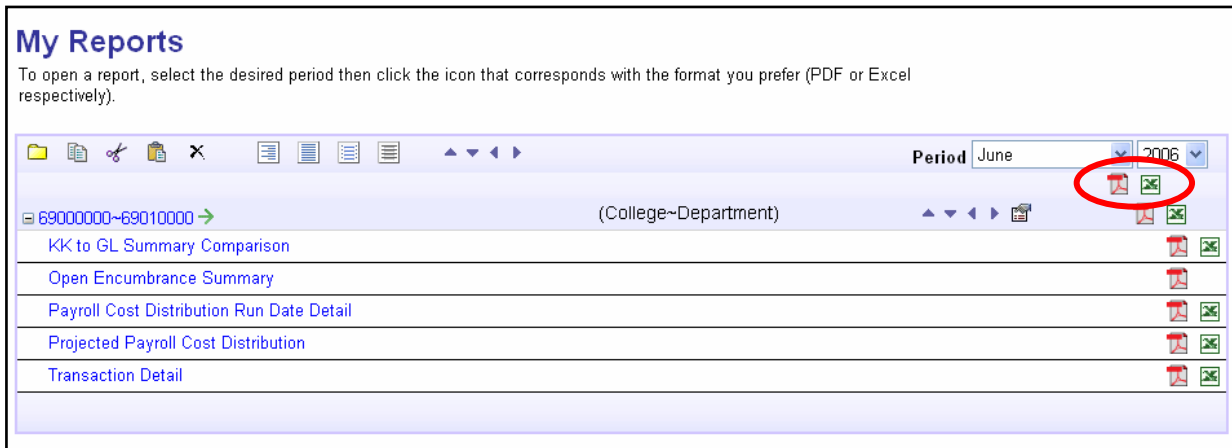 My Reports
To open a report, select the desired period then click the icon that corresponds with the format you prefer (PDF or Excel
respectively).
Period June 2006
69000000~69010000 (College~Department)
KK to GL Summary Comparison
Open Encumbrance Summary
Payroll Cost Distribution Run Date Detail
Projected Payroll Cost Distribution
Transaction Detail